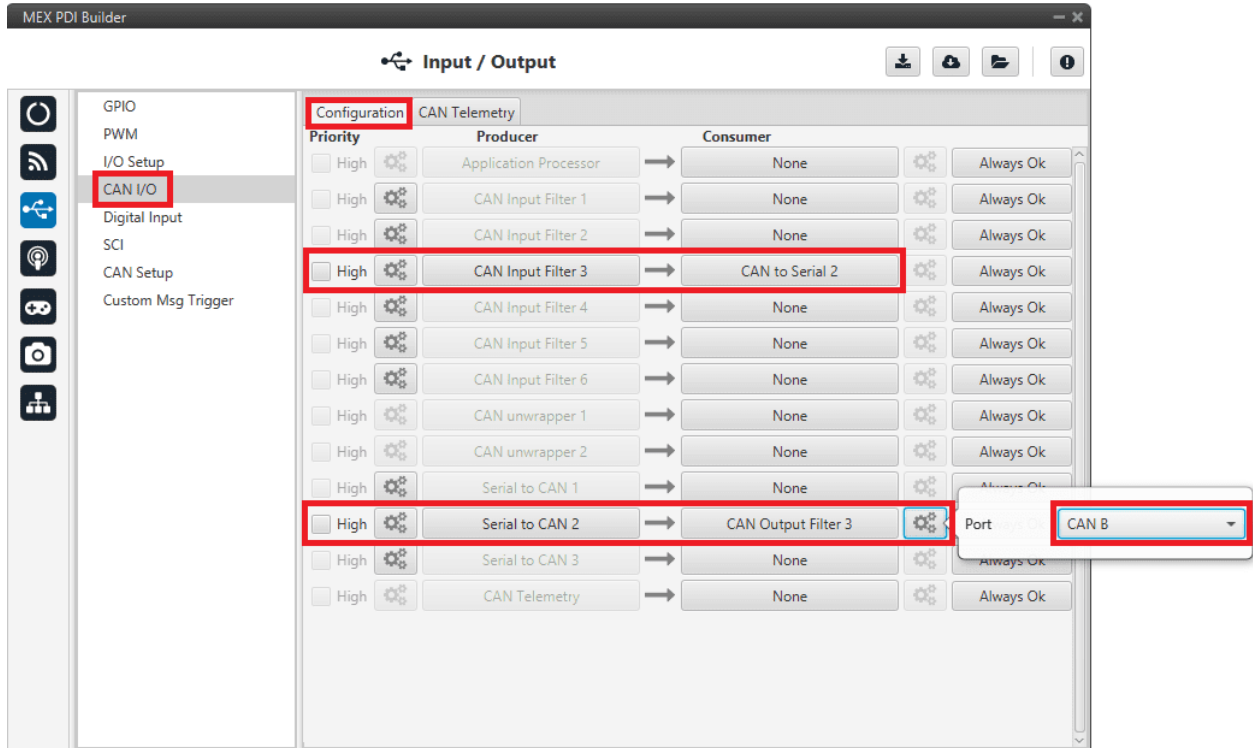 MEX PDI Builder
Input / Output
GPIO
PWM
I/O Setup
CAN I/O
Digital Input
SCI
CAN Setup
Custom Msg Trigger
Configuration CAN Telemetry
Priority Producer Consumer
High Application Processor None Always Ok
High CAN Input Filter 1 None Always Ok
High CAN Input Filter 2 None Always Ok
High CAN Input Filter 3 CAN to Serial 2 Always Ok
High CAN Input Filter 4 None Always Ok
High CAN Input Filter 5 None Always Ok
High CAN Input Filter 6 None Always Ok
High CAN unwrapper 1 None Always Ok
High CAN unwrapper 2 None Always Ok
High Serial to CAN 1 None Always Ok
High Serial to CAN 2 CAN Output Filter 3 Port CAN B
High Serial to CAN 3 None Always Ok
High CAN Telemetry None Always Ok